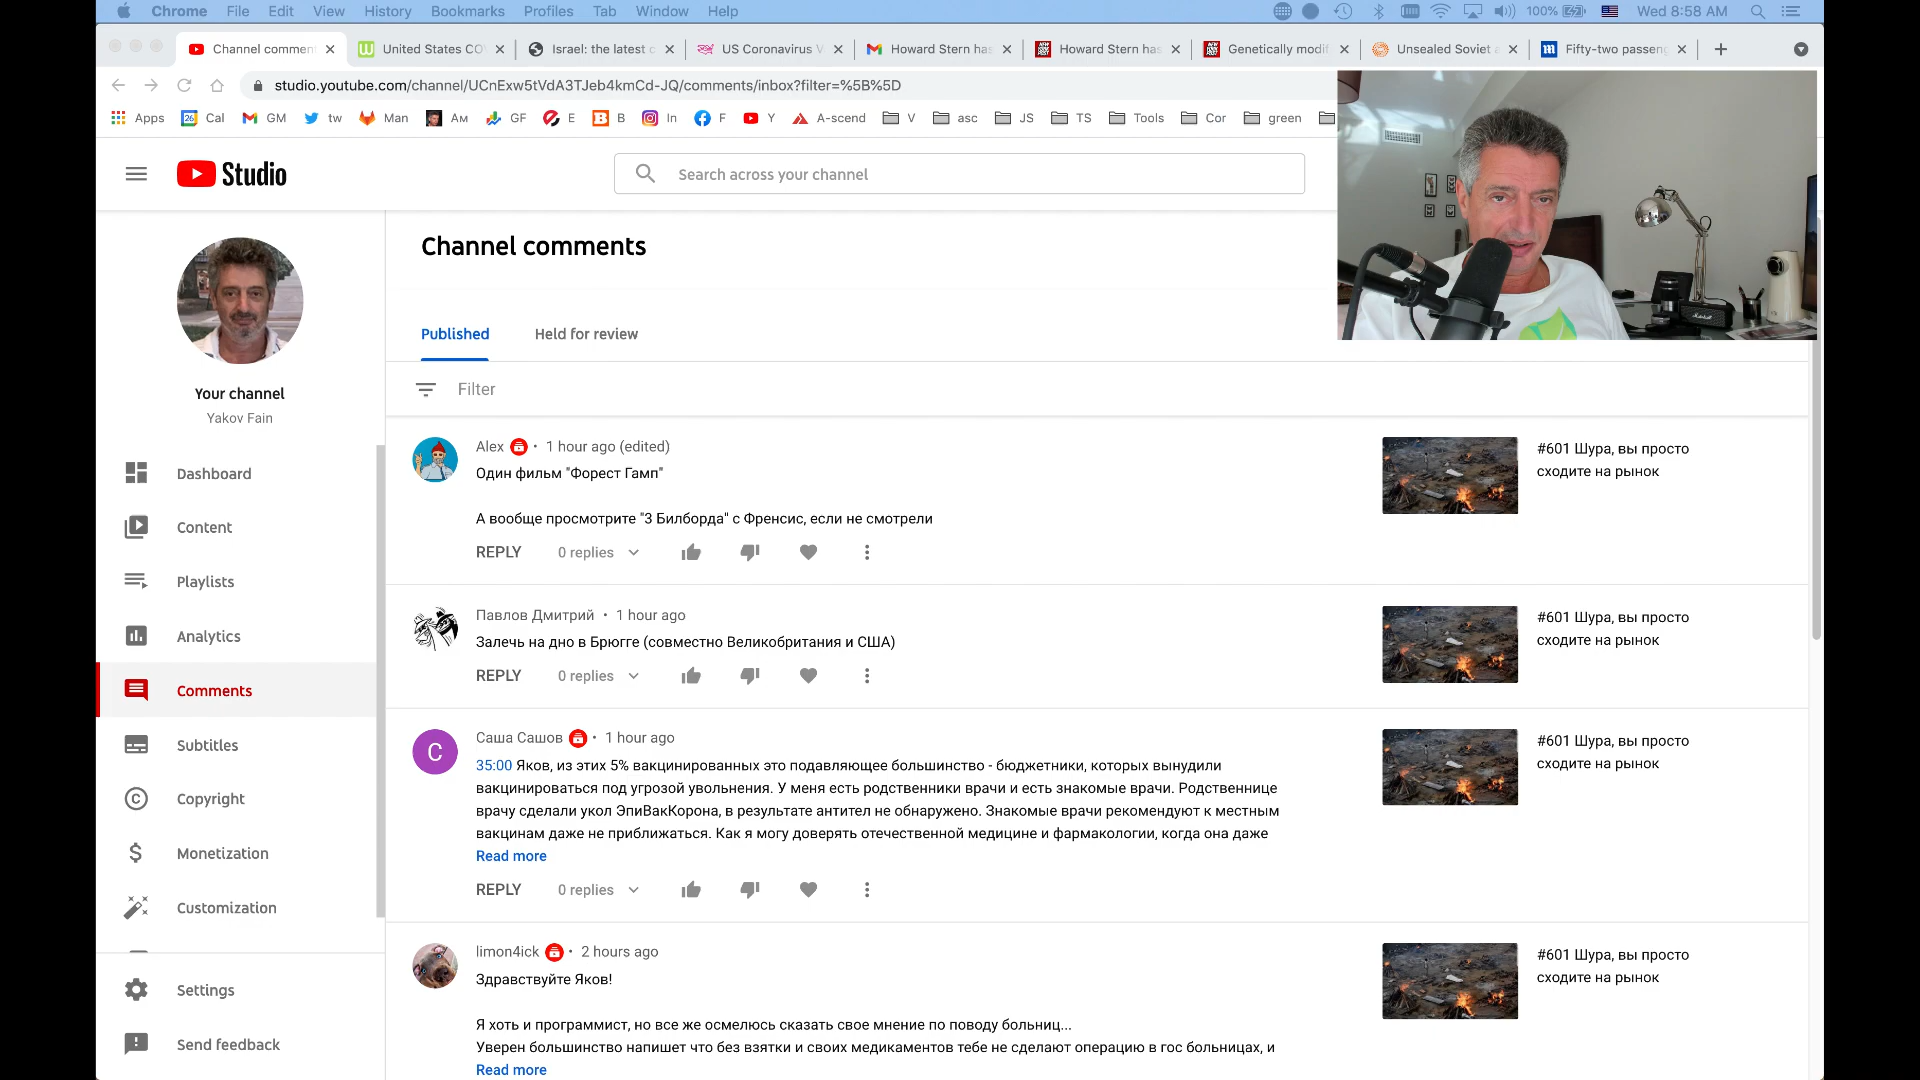 Chrome File Edit View History Bookmarks Profiles Tab Window Help 100% Wed 8:58 AM
Channel commen United States CO Israel: the latest c US Coronavirus V Howard Stern has Howard Stern has Genetically modif Unsealed Soviet a Fifty-two passeng
studio.youtube.com/channel/UCnExw5tVdA3TJeb4kmCd-JQ/comments/inbox?filter=%5B%5D
Apps 26 Cal GM tw Man Ам GF E B In F Y A-scend V asc JS TS Tools Cor green
Studio
Search across your channel
Channel comments
Published Held for review
Filter
Your channel
Yakov Fain
Dashboard
Content
Playlists
Analytics
Comments
Subtitles
Copyright
Monetization
Customization
Settings
Send feedback
Alex • 1 hour ago (edited)
Один фильм "Форест Гамп"
А вообще просмотрите "3 Билборда" с Френсис, если не смотрели
REPLY 0 replies
#601 Шура, вы просто
сходите на рынок
Павлов Дмитрий • 1 hour ago
Залечь на дно в Брюгге (совместно Великобритания и США)
REPLY 0 replies
#601 Шура, вы просто
сходите на рынок
C
Саша Сашов • 1 hour ago
35:00 Яков, из этих 5% вакцинированных это подавляющее большинство - бюджетники, которых вынудили
вакцинироваться под угрозой увольнения. У меня есть родственники врачи и есть знакомые врачи. Родственнице
врачу сделали укол ЭпиВакКорона, в результате антител не обнаружено. Знакомые врачи рекомендуют к местным
вакцинам даже не приближаться. Как я могу доверять отечественной медицине и фармакологии, когда она даже
Read more
REPLY 0 replies
#601 Шура, вы просто
сходите на рынок
limon4ick • 2 hours ago
Здравствуйте Яков!
Я хоть и программист, но все же осмелюсь сказать свое мнение по поводу больниц...
Уверен большинство напишет что без взятки и своих медикаментов тебе не сделают операцию в гос больницах, и
Read more
#601 Шура, вы просто
сходите на рынок
Marshall